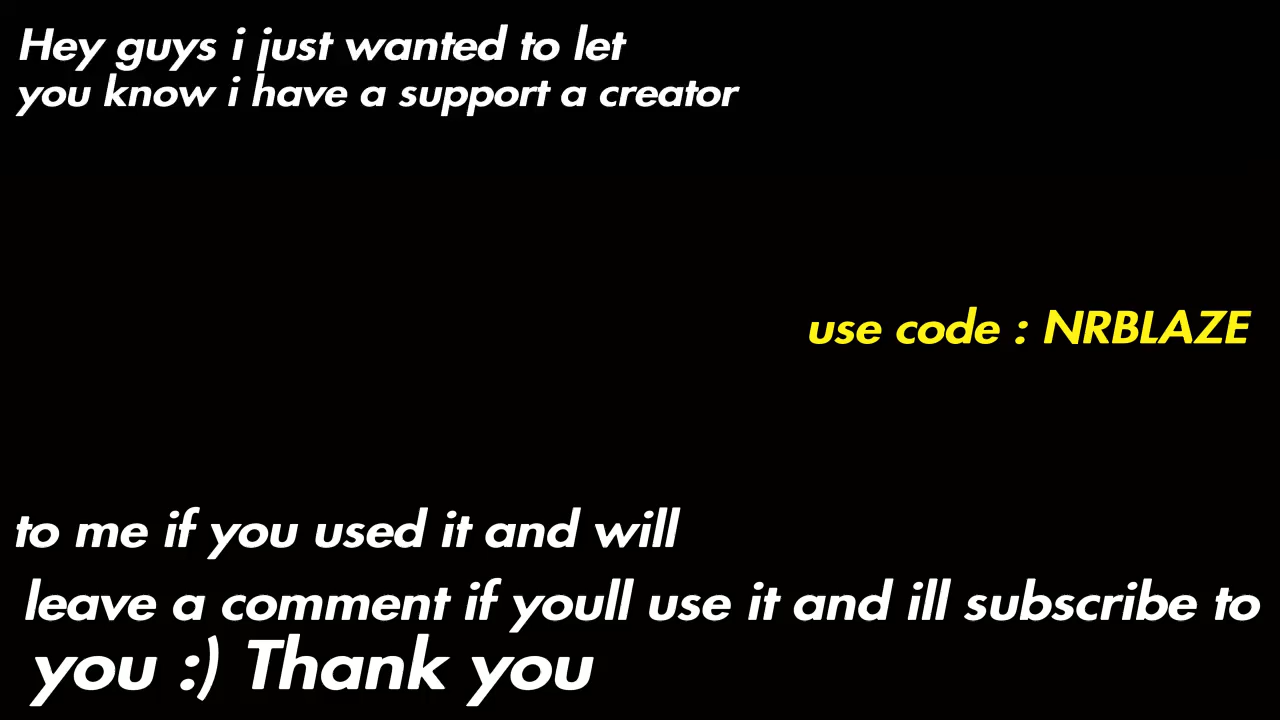 Hey guys i just wanted to let
you know i have a support a creator
use code : NRBLAZE
to me if you used it and will
leave a comment if youll use it and ill subscribe to
you :) Thank you